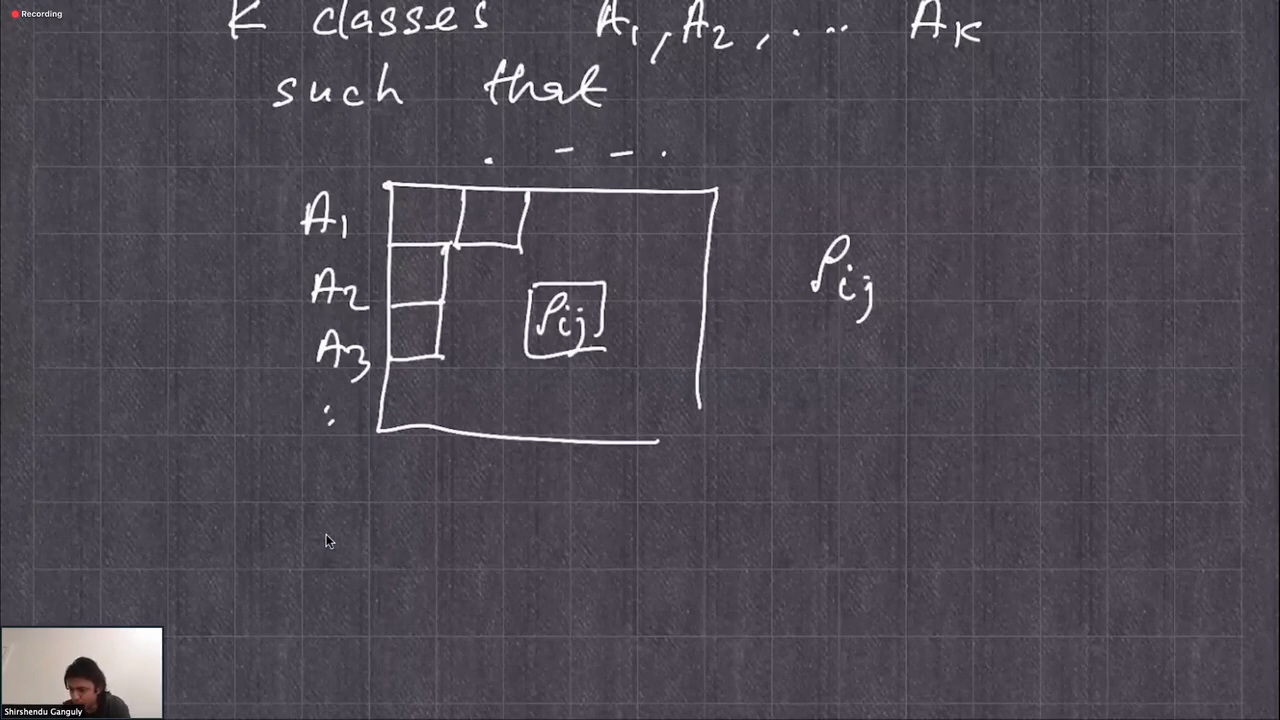 Recording
K classes A1, A2, ... AK
such that
. - - .
A1
A2 ρij ρij
A3
:
Shirshendu Ganguly